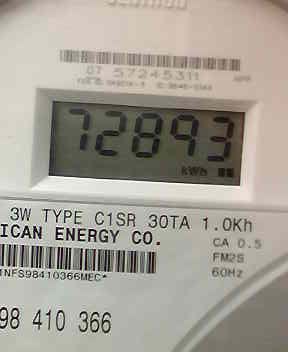 07 57245311
72893
kWh
3W TYPE C1SR 30TA 1.0Kh
ICAN ENERGY CO.
CA 0.5
FM2S
60Hz
1NFS98410366MEC*
98 410 366